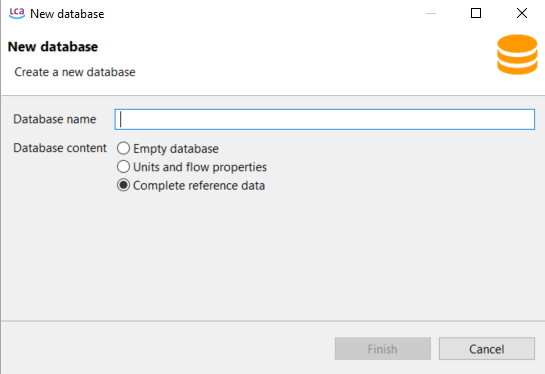 LCA New database
New database
Create a new database
Database name
Database content Empty database
Units and flow properties
Complete reference data
Finish Cancel